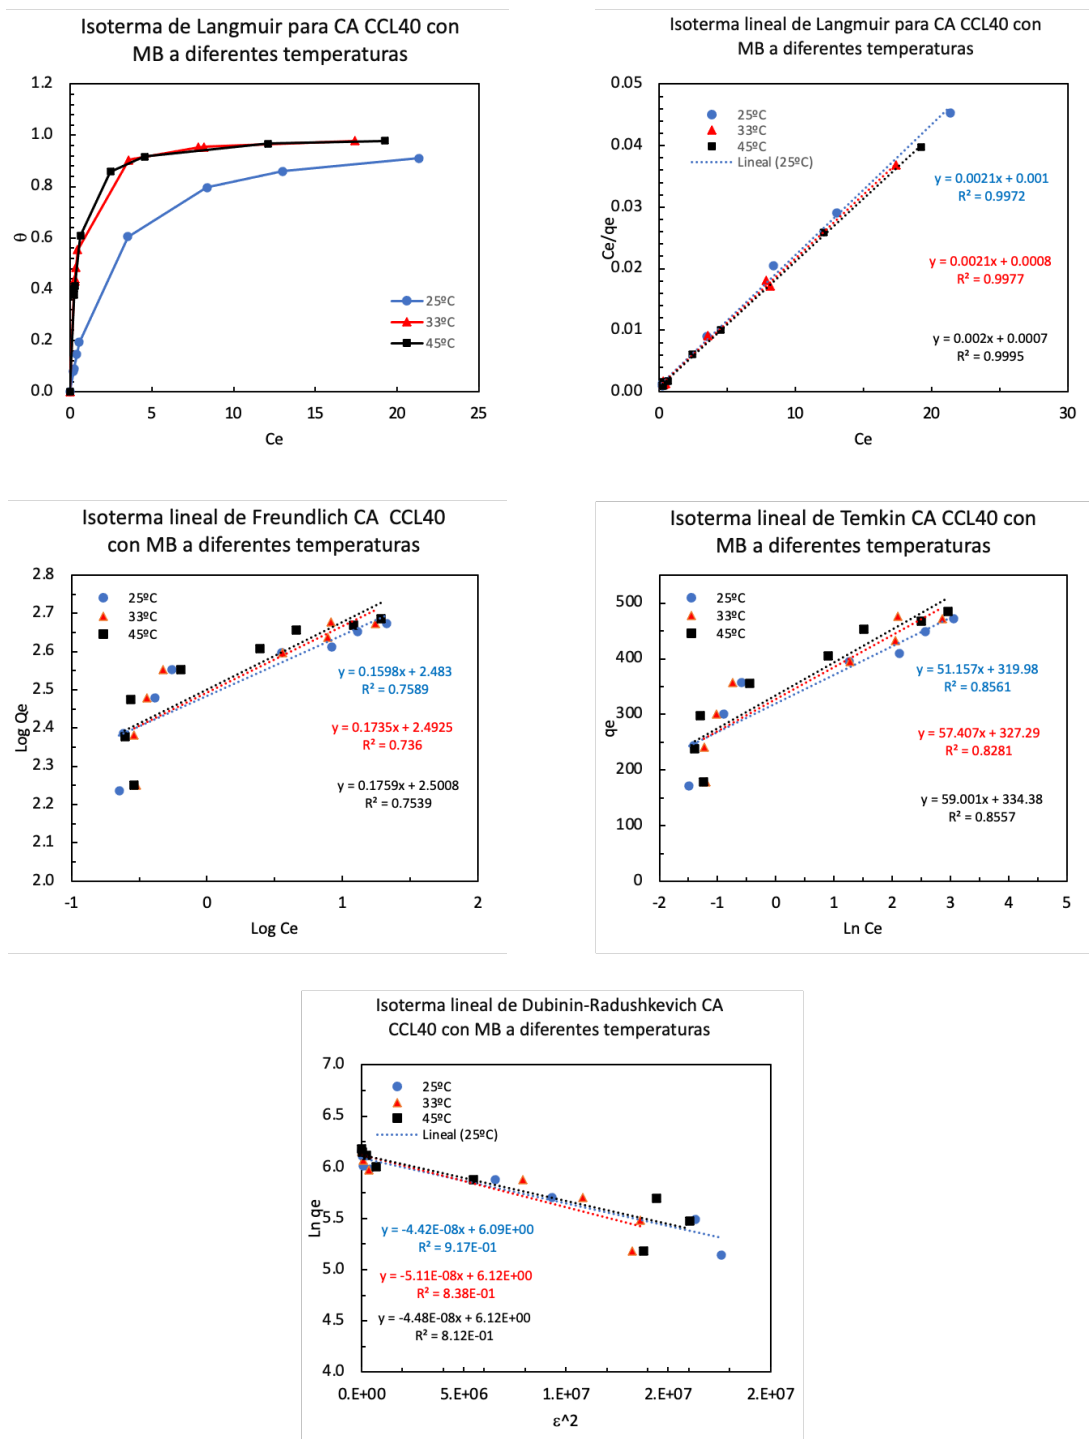 Isoterma de Langmuir para CA CCL40 con
MB a diferentes temperaturas
1.2
1.0
0.8
0.6
0.4
0.2
0.0
θ
0 5 10 15 20 25
Ce
25ºC
33ºC
45ºC
Isoterma lineal de Langmuir para CA CCL40 con
MB a diferentes temperaturas
0.05
0.04
0.03
0.02
0.01
0.00
Ce/qe
0 10 20 30
Ce
25ºC
33ºC
45ºC
Lineal (25ºC)
y = 0.0021x + 0.001
R² = 0.9972
y = 0.0021x + 0.0008
R² = 0.9977
y = 0.002x + 0.0007
R² = 0.9995
Isoterma lineal de Freundlich CA CCL40
con MB a diferentes temperaturas
2.8
2.7
2.6
2.5
2.4
2.3
2.2
2.1
2.0
Log Qe
-1 0 1 2
Log Ce
25ºC
33ºC
45ºC
y = 0.1598x + 2.483
R² = 0.7589
y = 0.1735x + 2.4925
R² = 0.736
y = 0.1759x + 2.5008
R² = 0.7539
Isoterma lineal de Temkin CA CCL40 con
MB a diferentes temperaturas
500
400
300
200
100
0
qe
-2 -1 0 1 2 3 4 5
Ln Ce
25ºC
33ºC
45ºC
y = 51.157x + 319.98
R² = 0.8561
y = 57.407x + 327.29
R² = 0.8281
y = 59.001x + 334.38
R² = 0.8557
Isoterma lineal de Dubinin-Radushkevich CA
CCL40 con MB a diferentes temperaturas
7.0
6.5
6.0
5.5
5.0
4.5
4.0
Ln qe
0.E+00 5.E+06 1.E+07 2.E+07 2.E+07
ε^2
25ºC
33ºC
45ºC
Lineal (25ºC)
y = -4.42E-08x + 6.09E+00
R² = 9.17E-01
y = -5.11E-08x + 6.12E+00
R² = 8.38E-01
y = -4.48E-08x + 6.12E+00
R² = 8.12E-01